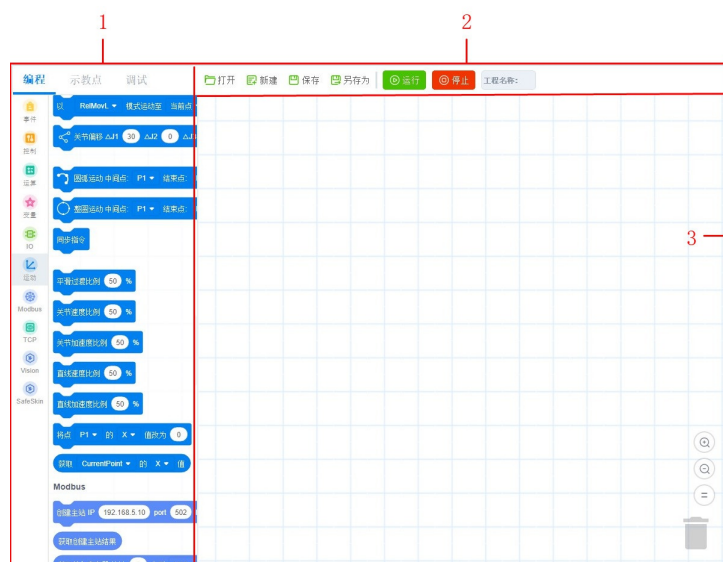 1
2
编程 示教点 调试
打开 新建 保存 另存为 运行 停止 工程名称:
事件
控制
运算
变量
IO
运动
Modbus
TCP
Vision
SafeSkin
以 RelMovL 模式运动至 当前点
关节偏移 ΔJ1 30 ΔJ2 0 ΔJ3
圆弧运动 中间点: P1 结束点:
整圆运动 中间点: P1 结束点:
同步指令
平滑过渡比例 50 %
关节速度比例 50 %
关节加速度比例 50 %
直线速度比例 50 %
直线加速度比例 50 %
将点 P1 的 X 值改为 0
获取 CurrentPoint 的 X 值
Modbus
创建主站 IP 192.168.5.10 port 502
获取创建主站结果
3